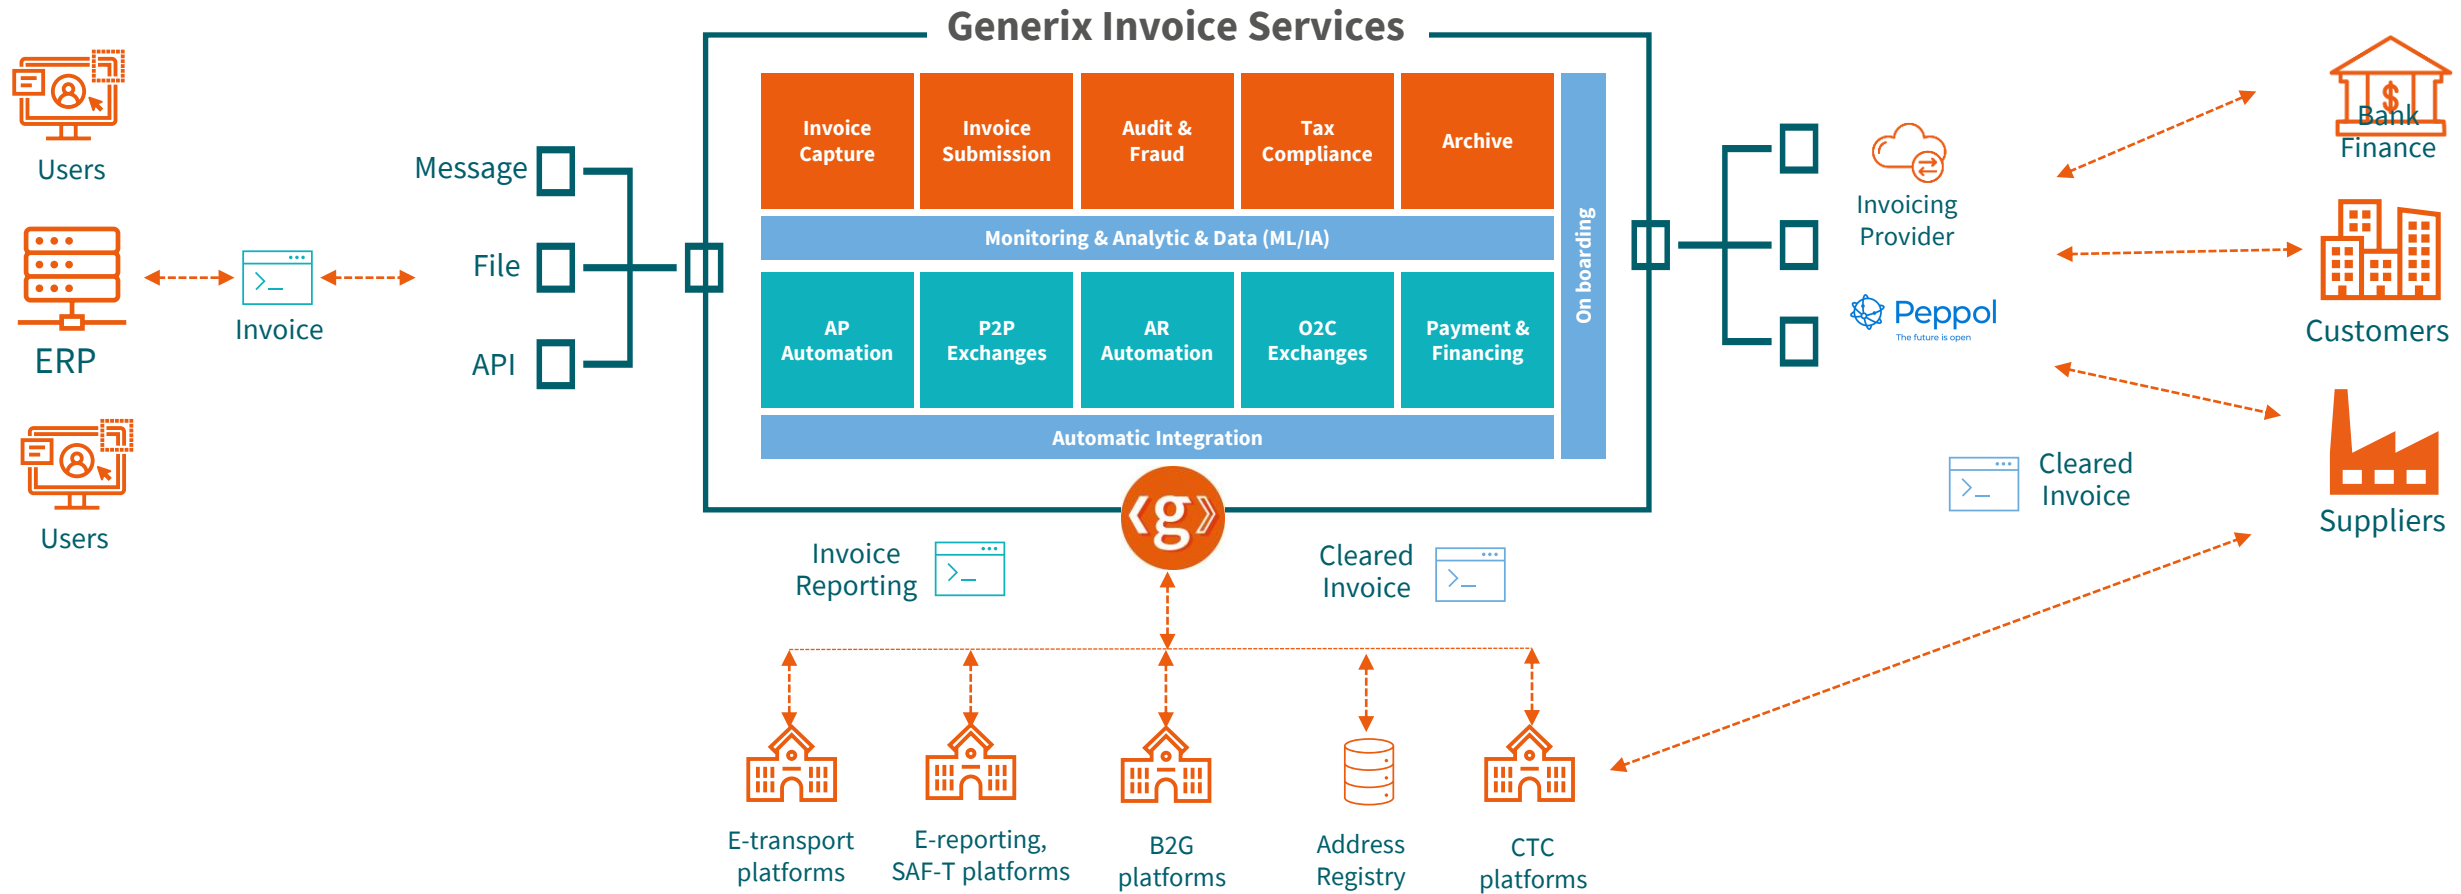 Generix Invoice Services
Users
ERP
Users
Invoice
Message
File
API
Invoice
Capture
Invoice
Submission
Audit &
Fraud
Tax
Compliance
Archive
Monitoring & Analytic & Data (ML/IA)
AP
Automation
P2P
Exchanges
AR
Automation
O2C
Exchanges
Payment &
Financing
Automatic Integration
On boarding
g
Invoicing
Provider
Peppol
The future is open
$
Bank
Finance
Customers
Suppliers
Cleared
Invoice
Invoice
Reporting
Cleared
Invoice
E-transport
platforms
E-reporting,
SAF-T platforms
B2G
platforms
Address
Registry
CTC
platforms